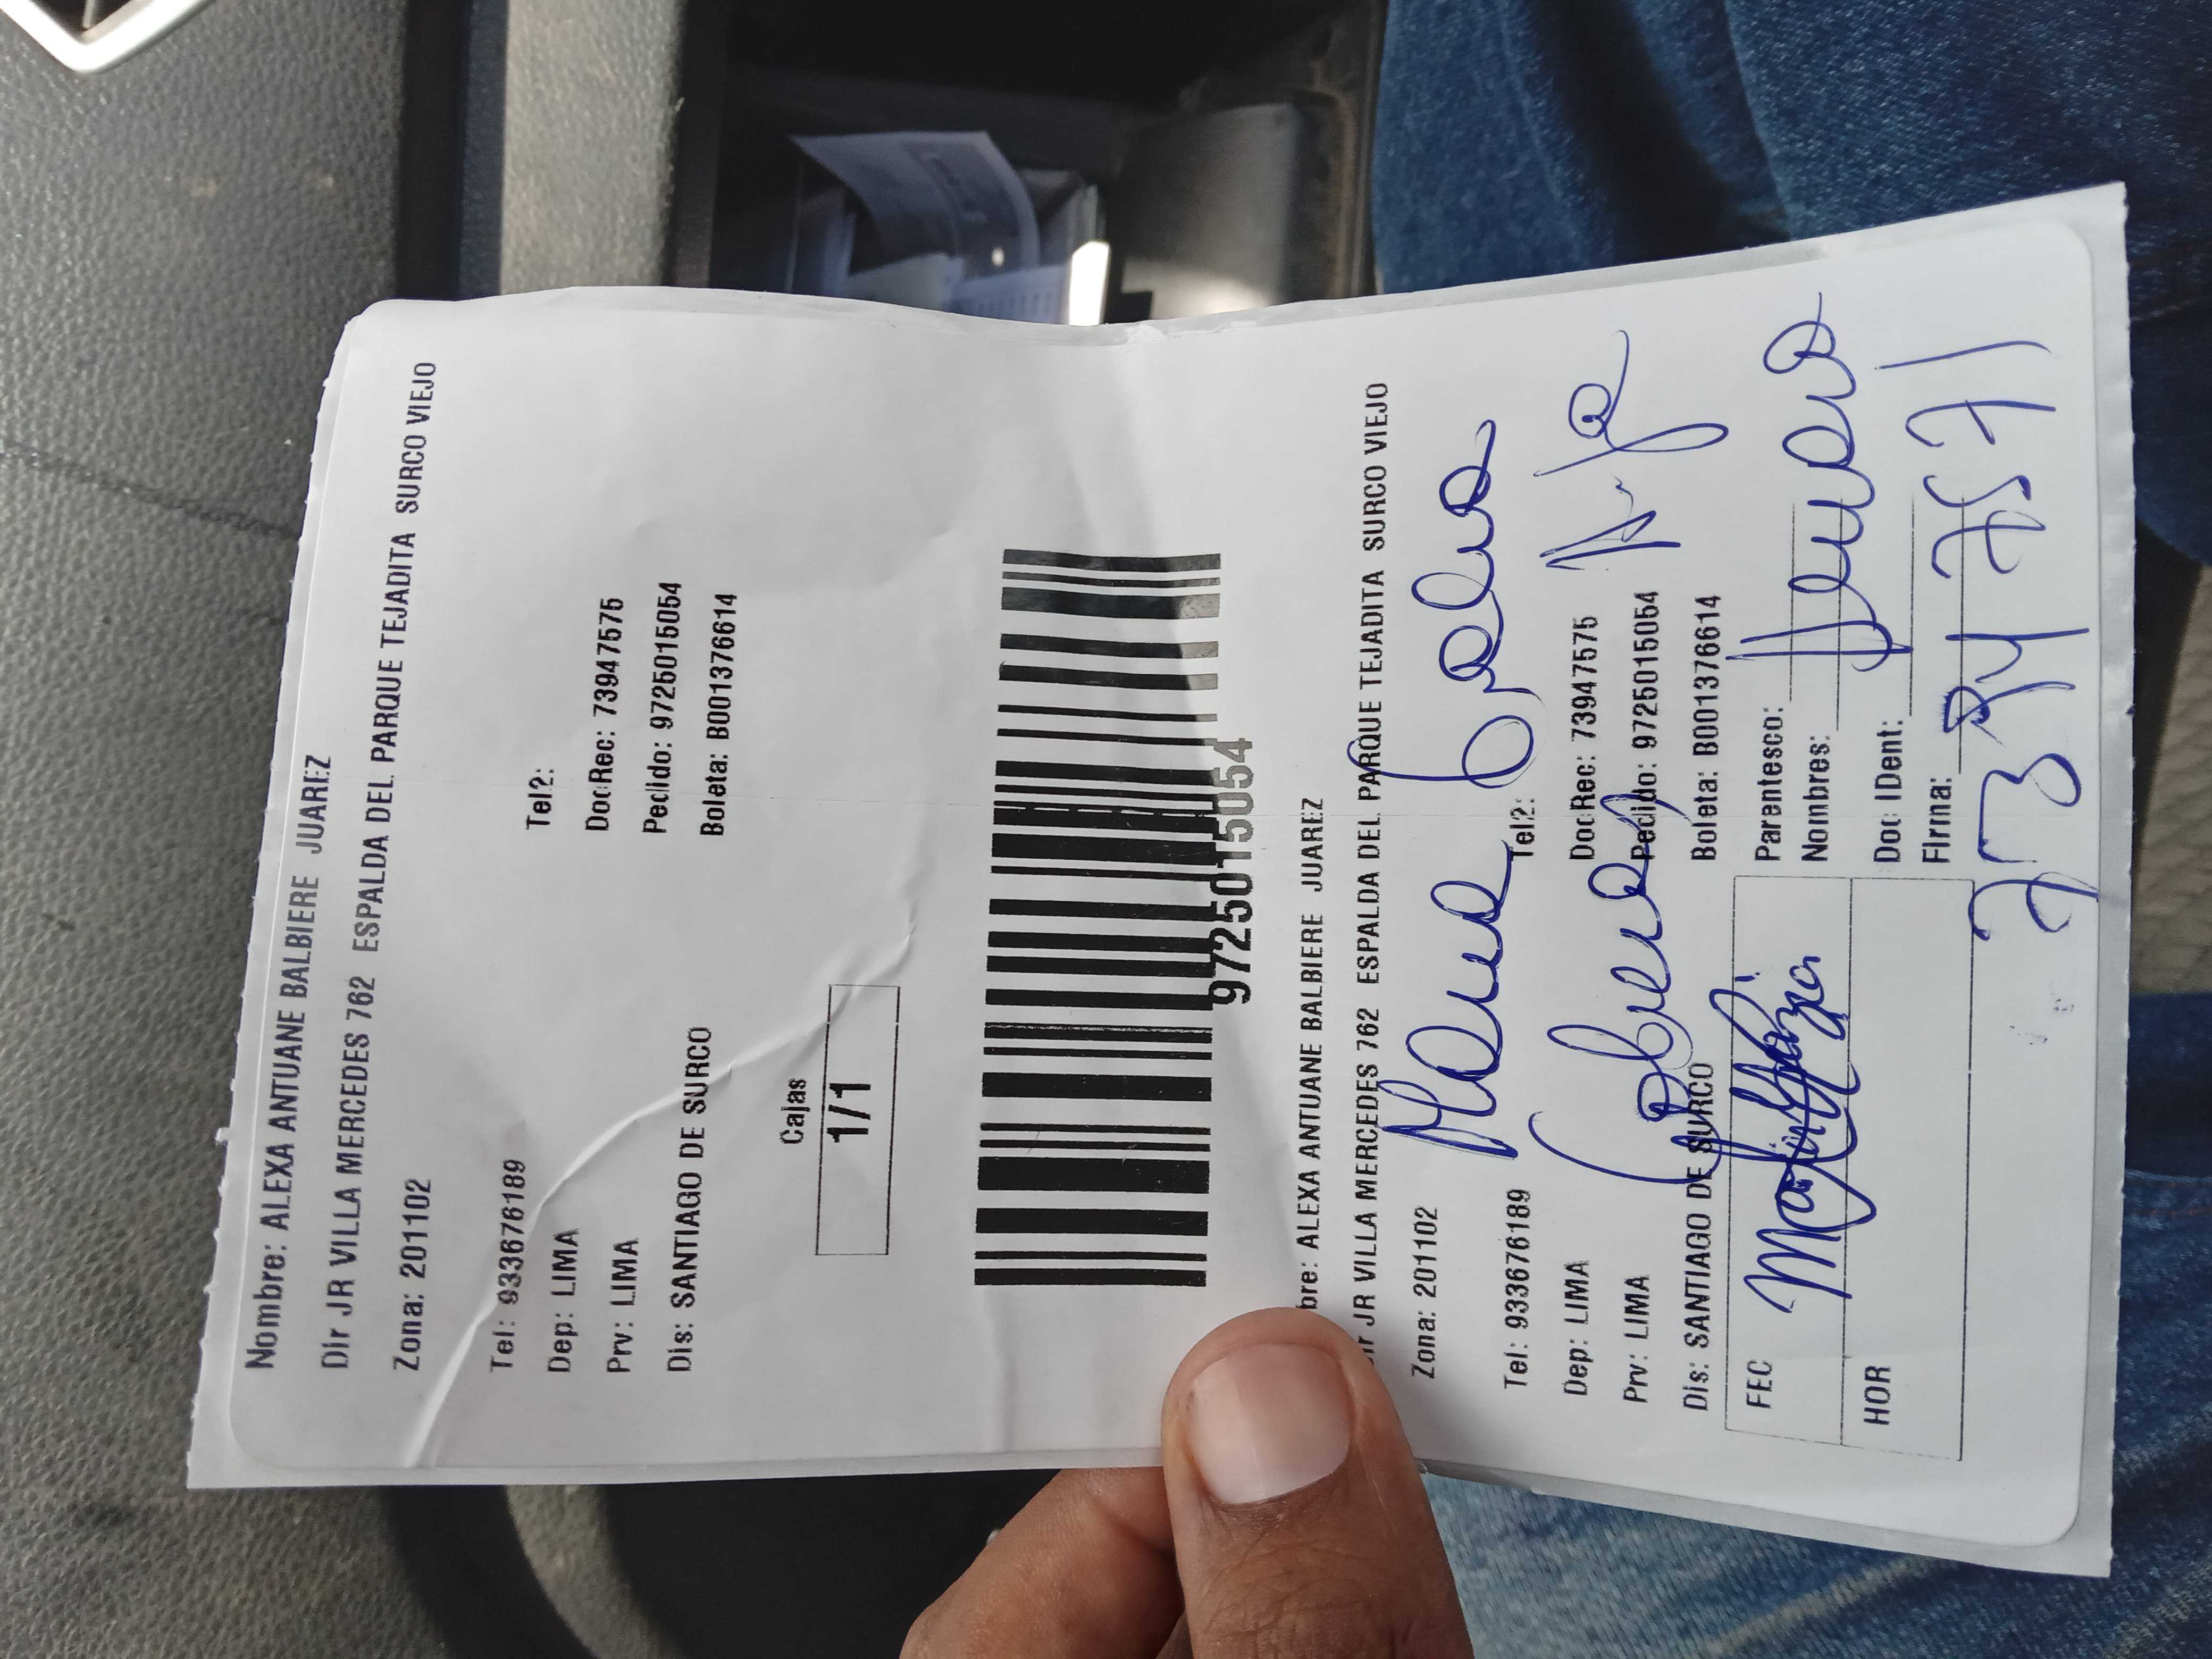 Nombre: ALEXA ANTUANE BALBIERE JUAREZ
Dir JR VILLA MERCEDES 762 ESPALDA DEL PARQUE TEJADITA SURCO VIEJO
Zona: 201102
Tel: 933676189 Tel2:
Dep: LIMA DocRec: 73947575
Prv: LIMA Pedido: 9725015054
Dis: SANTIAGO DE SURCO Boleta: B001376614
Cajas
1/1
9725015054
bre: ALEXA ANTUANE BALBIERE JUAREZ
Dir JR VILLA MERCEDES 762 ESPALDA DEL PARQUE TEJADITA SURCO VIEJO
Zona: 201102
Maria
Tel: 933676189 Tel2:
Dep: LIMA DocRec: 73947575
Prv: LIMA Pedido: 9725015054
Dis: SANTIAGO DE SURCO Boleta: B001376614
FEC Parentesco:
Nombres:
HOR Doc IDent:
Firma: